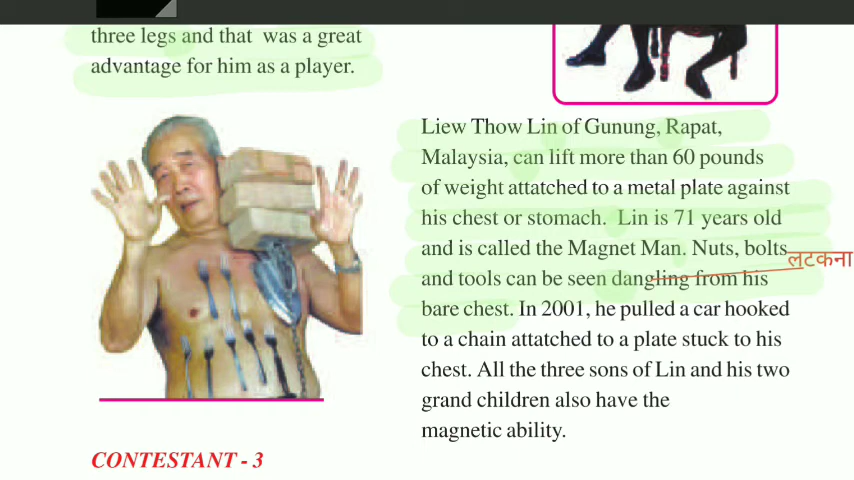 three legs and that was a great
advantage for him as a player.
Liew Thow Lin of Gunung, Rapat,
Malaysia, can lift more than 60 pounds
of weight attatched to a metal plate against
his chest or stomach. Lin is 71 years old
and is called the Magnet Man. Nuts, bolts
and tools can be seen dangling from his
लटकना
bare chest. In 2001, he pulled a car hooked
to a chain attatched to a plate stuck to his
chest. All the three sons of Lin and his two
grand children also have the
magnetic ability.
CONTESTANT - 3